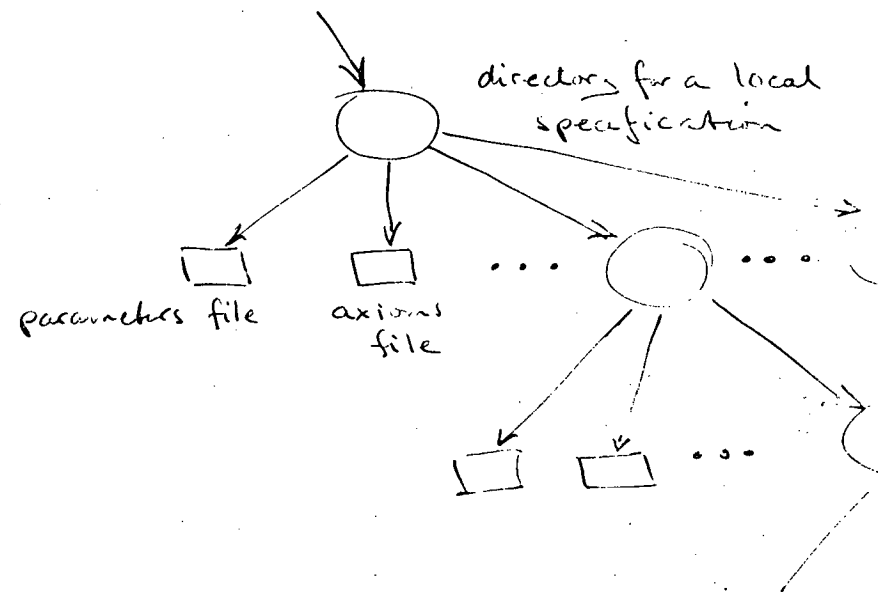 directory for a local
specification
parameters file
axioms
file